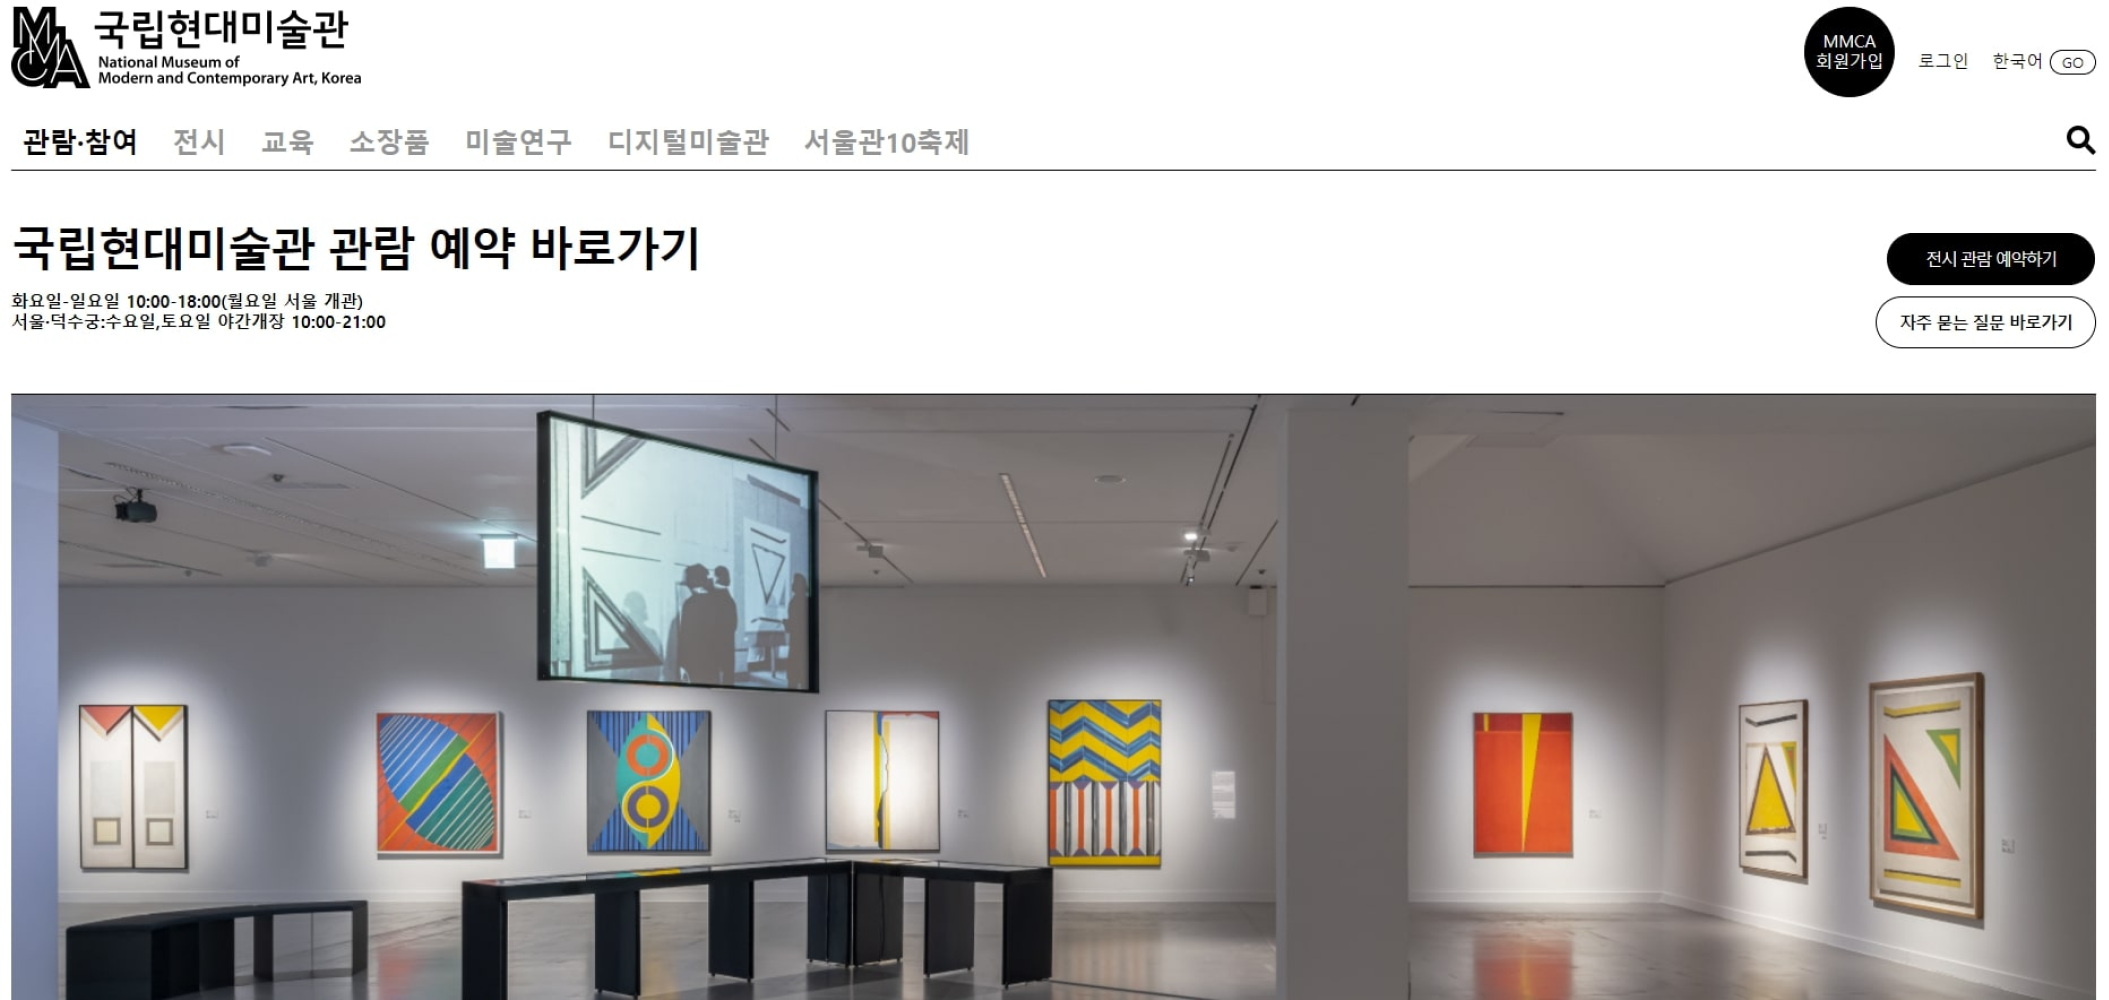 국립현대미술관
National Museum of
Modern and Contemporary Art, Korea
MMCA
회원가입
로그인
한국어
GO
관람·참여
전시
교육
소장품
미술연구
디지털미술관
서울관10축제
국립현대미술관 관람 예약 바로가기
화요일-일요일 10:00-18:00(월요일 서울 개관)
서울·덕수궁:수요일,토요일 야간개장 10:00-21:00
전시 관람 예약하기
자주 묻는 질문 바로가기